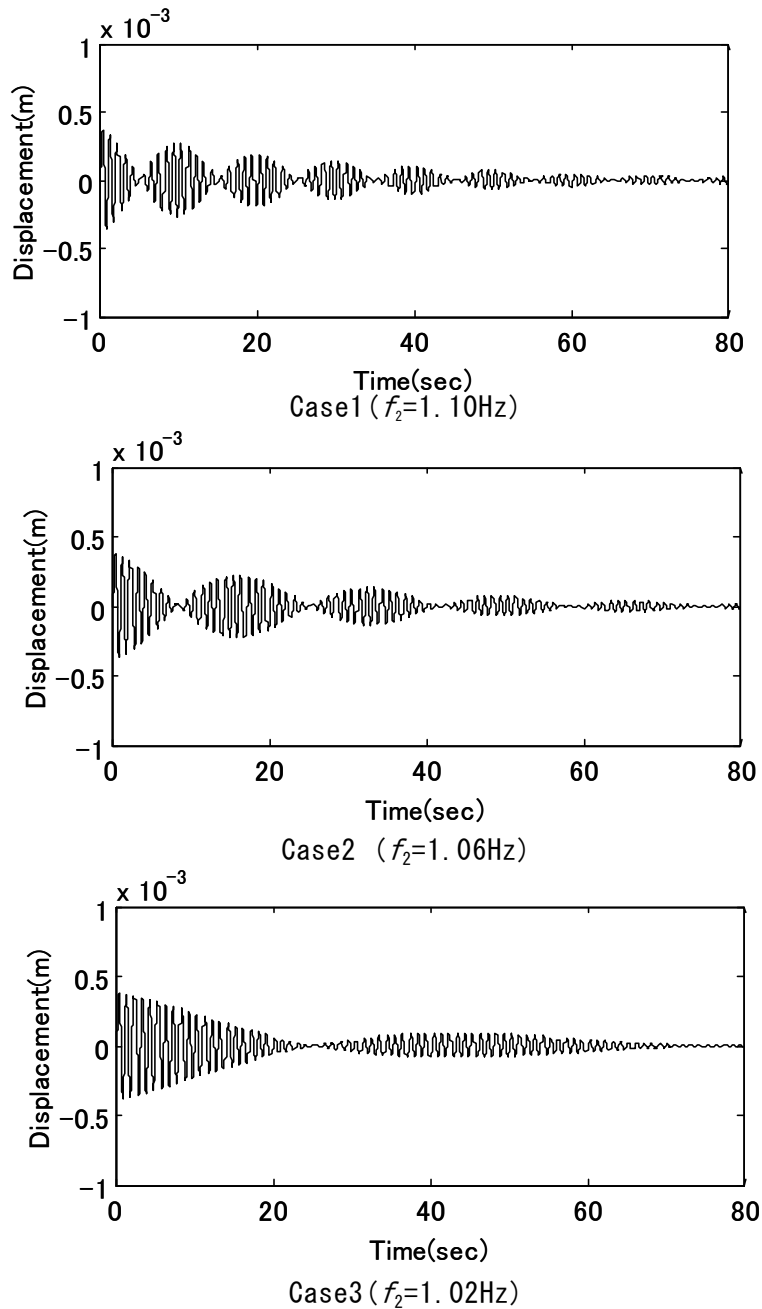 x 10⁻³
1
0.5
0
−0.5
−1
Displacement(m)
0 20 40 60 80
Time(sec)
Case1(f₂=1.10Hz)
x 10⁻³
1
0.5
0
−0.5
−1
Displacement(m)
0 20 40 60 80
Time(sec)
Case2 (f₂=1.06Hz)
x 10⁻³
1
0.5
0
−0.5
−1
Displacement(m)
0 20 40 60 80
Time(sec)
Case3(f₂=1.02Hz)